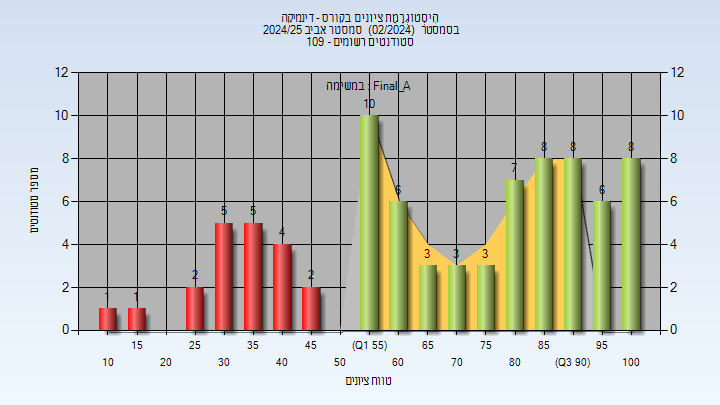 הִיסְטוֹגְרָמַת ציונים בקורס - דינמיקה
בסמסטר (02/2024) סמסטר אביב 2024/25
סטודנטים רשומים - 109
במשימה : Final_A
מספר סטודנטים
12 12
10 10
8 8
6 6
4 4
2 2
0 0
1 1 2 5 5 4 2 10 6 3 3 3 7 8 8 6 8
15 25 35 45 (Q1 55) 65 75 85 95
10 20 30 40 50 60 70 80 (Q3 90) 100
טווח ציונים